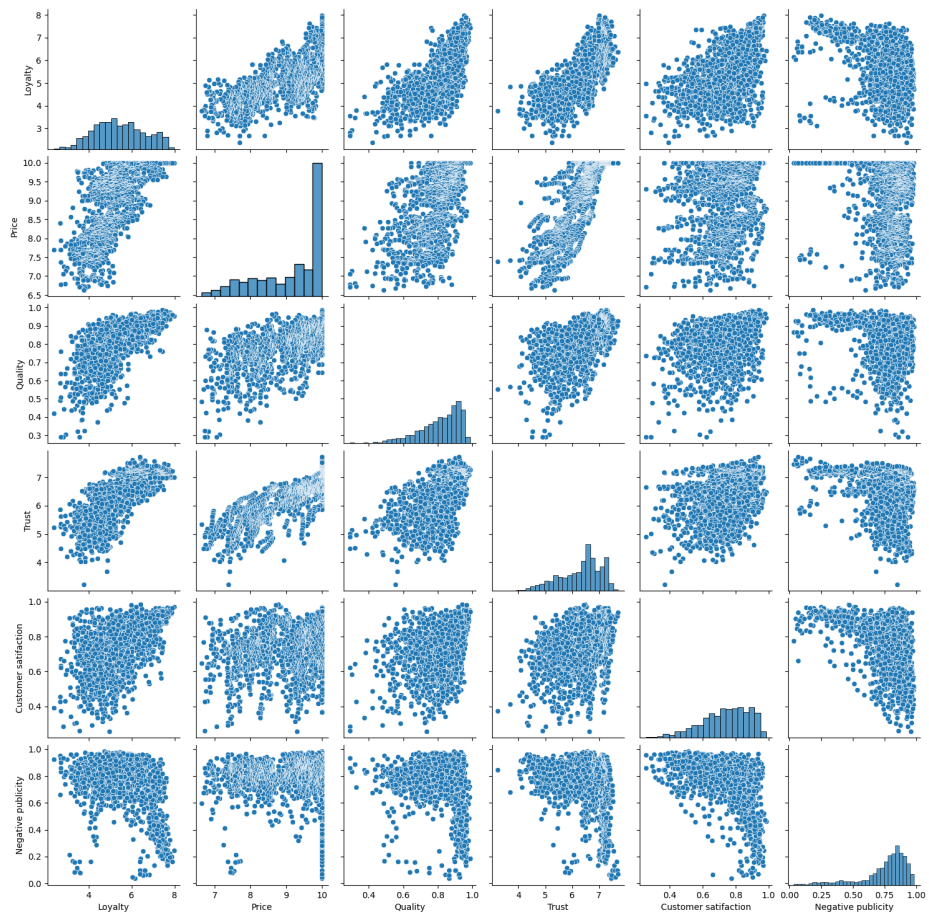 Loyalty
8
7
6
5
4
3
Price
10.0
9.5
9.0
8.5
8.0
7.5
7.0
6.5
Quality
1.0
0.9
0.8
0.7
0.6
0.5
0.4
0.3
Trust
7
6
5
4
Customer satifaction
1.0
0.8
0.6
0.4
Negative publicity
1.0
0.8
0.6
0.4
0.2
0.0
4 6 8
7 8 9 10
0.4 0.6 0.8 1.0
4 5 6 7
0.4 0.6 0.8 1.0
0.00 0.25 0.50 0.75 1.00
Loyalty
Price
Quality
Trust
Customer satifaction
Negative publicity